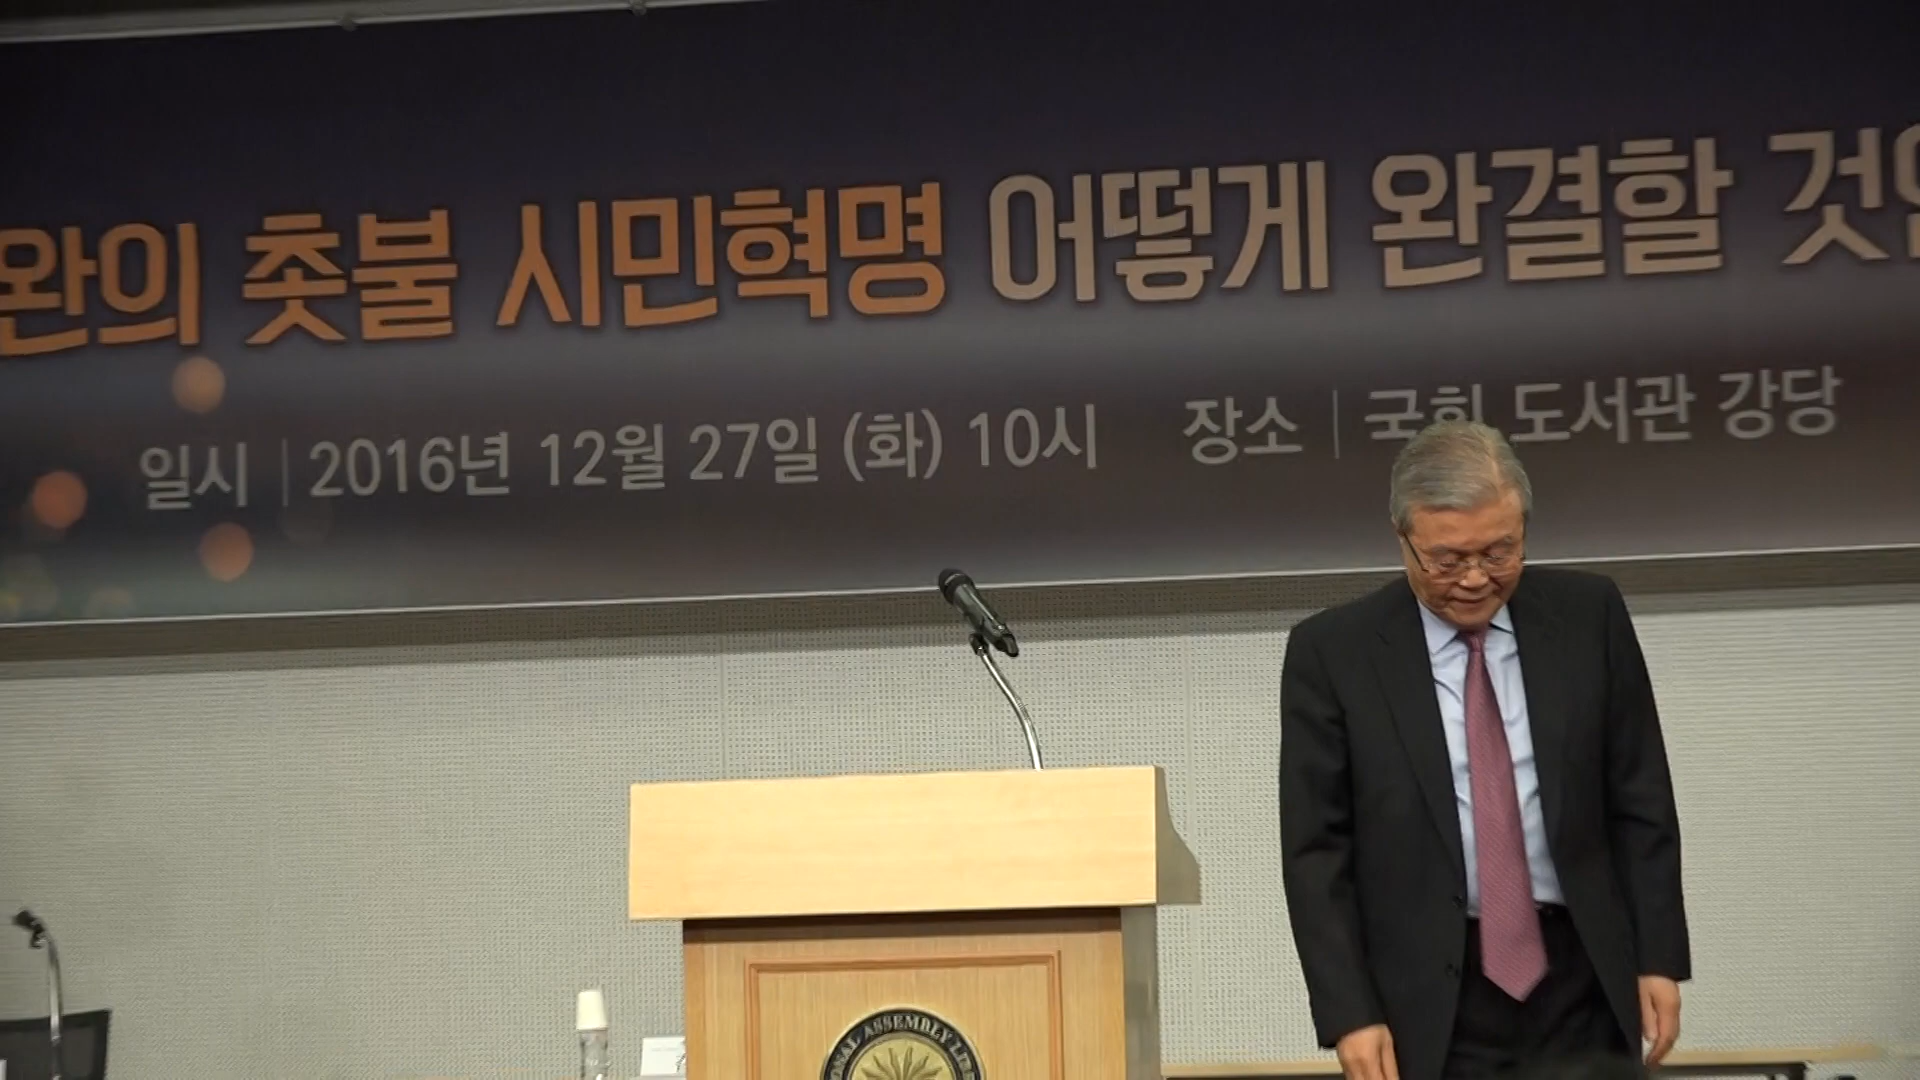 완의 촛불 시민혁명 어떻게 완결할 것인
일시 | 2016년 12월 27일 (화) 10시 장소 | 국회 도서관 강당
ASSEMBLY